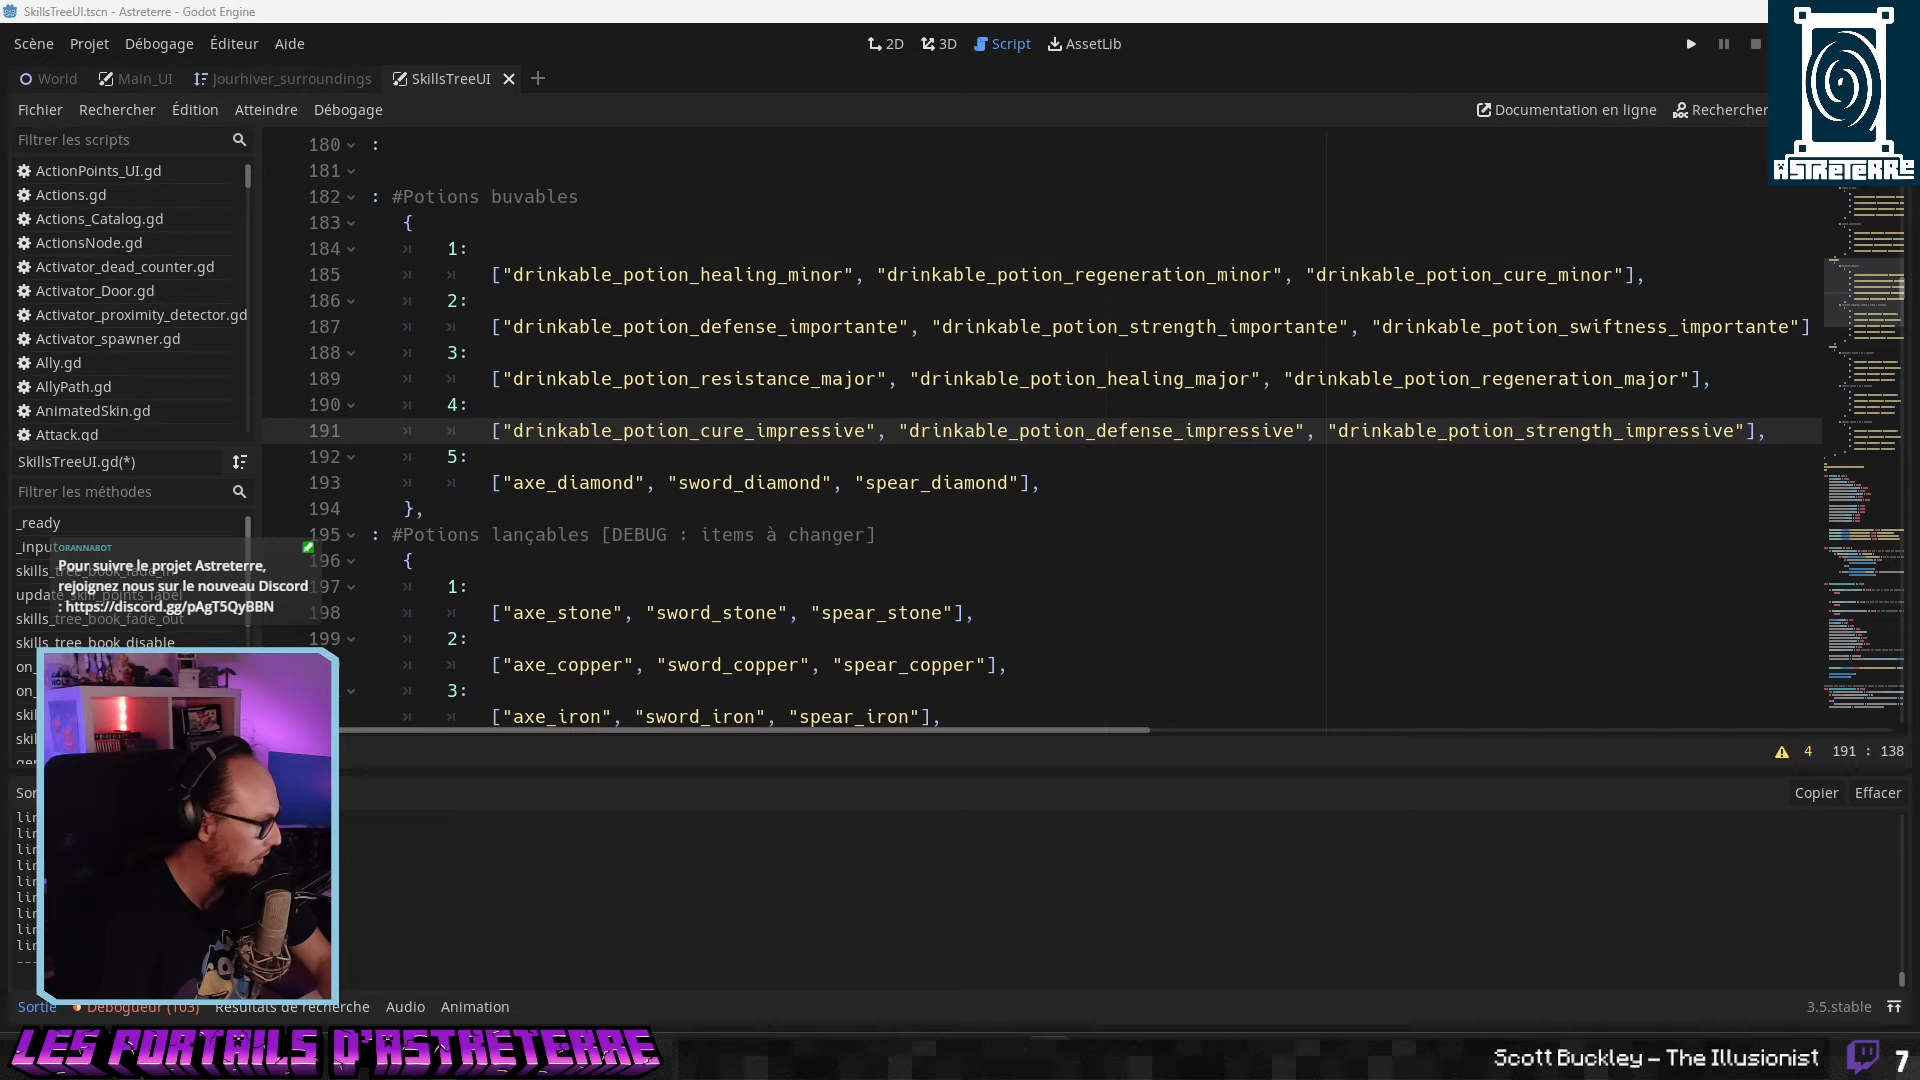 SkillsTreeUI.tscn - Astreterre - Godot Engine
Scène Projet Débogage Éditeur Aide
2D 3D Script AssetLib
World Main_UI Jourhiver_surroundings SkillsTreeUI
Fichier Rechercher Édition Atteindre Débogage
Documentation en ligne Rechercher
ASTRETERRE
Filtrer les scripts
ActionPoints_UI.gd
Actions.gd
Actions_Catalog.gd
ActionsNode.gd
Activator_dead_counter.gd
Activator_Door.gd
Activator_proximity_detector.gd
Activator_spawner.gd
Ally.gd
AllyPath.gd
AnimatedSkin.gd
Attack.gd
SkillsTreeUI.gd(*)
Filtrer les méthodes
_ready
_input
skills_tree_book_fade_in
update_skill_points_label
skills_tree_book_fade_out
skills_tree_book_disable
on_
on_
skil
skil
ORANNABOT
Pour suivre le projet Astreterre,
rejoignez nous sur le nouveau Discord
: https://discord.gg/pAgT5QyBBN
180 :
181
182 : #Potions buvables
183 {
184 1:
185 ["drinkable_potion_healing_minor", "drinkable_potion_regeneration_minor", "drinkable_potion_cure_minor"],
186 2:
187 ["drinkable_potion_defense_importante", "drinkable_potion_strength_importante", "drinkable_potion_swiftness_importante"]
188 3:
189 ["drinkable_potion_resistance_major", "drinkable_potion_healing_major", "drinkable_potion_regeneration_major"],
190 4:
191 ["drinkable_potion_cure_impressive", "drinkable_potion_defense_impressive", "drinkable_potion_strength_impressive"],
192 5:
193 ["axe_diamond", "sword_diamond", "spear_diamond"],
194 },
195 : #Potions lançables [DEBUG : items à changer]
196 {
197 1:
198 ["axe_stone", "sword_stone", "spear_stone"],
199 2:
["axe_copper", "sword_copper", "spear_copper"],
3:
["axe_iron", "sword_iron", "spear_iron"],
4 191 : 138
Copier Effacer
Sortie Débogueur (103) Résultats de recherche Audio Animation
3.5.stable
LES PORTAILS D'ASTRETERRE
Scott Buckley – The Illusionist
7